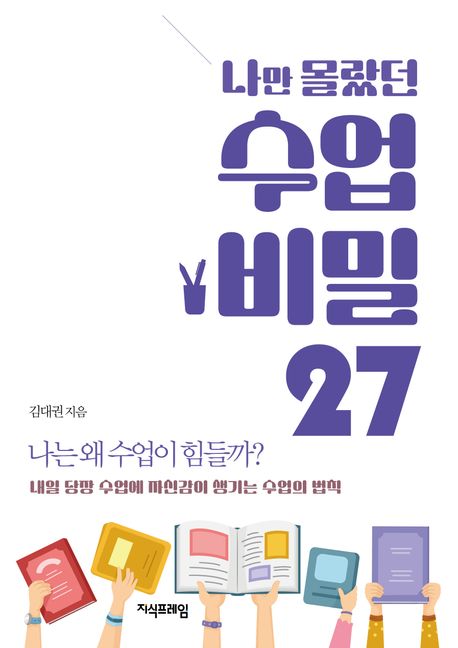 나만 몰랐던
수업
비밀
27
김대권 지음
나는 왜 수업이 힘들까?
내일 당장 수업에 자신감이 생기는 수업의 법칙
지식프레임